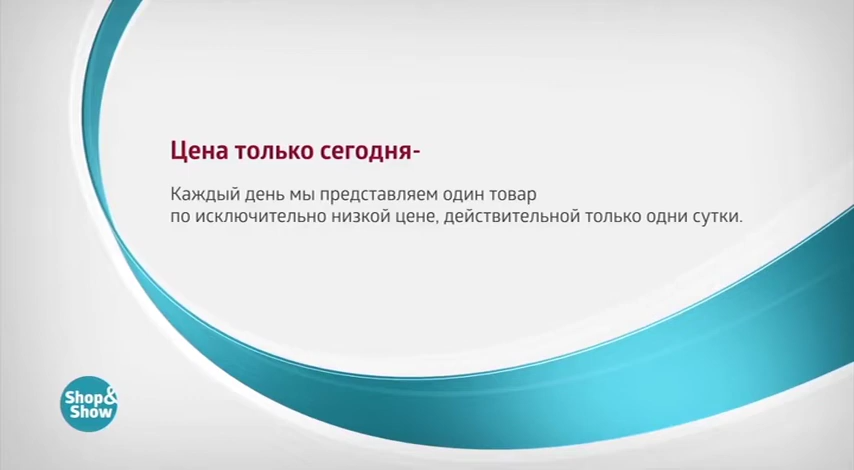 Цена только сегодня-
Каждый день мы представляем один товар
по исключительно низкой цене, действительной только одни сутки.
Shop&
Show